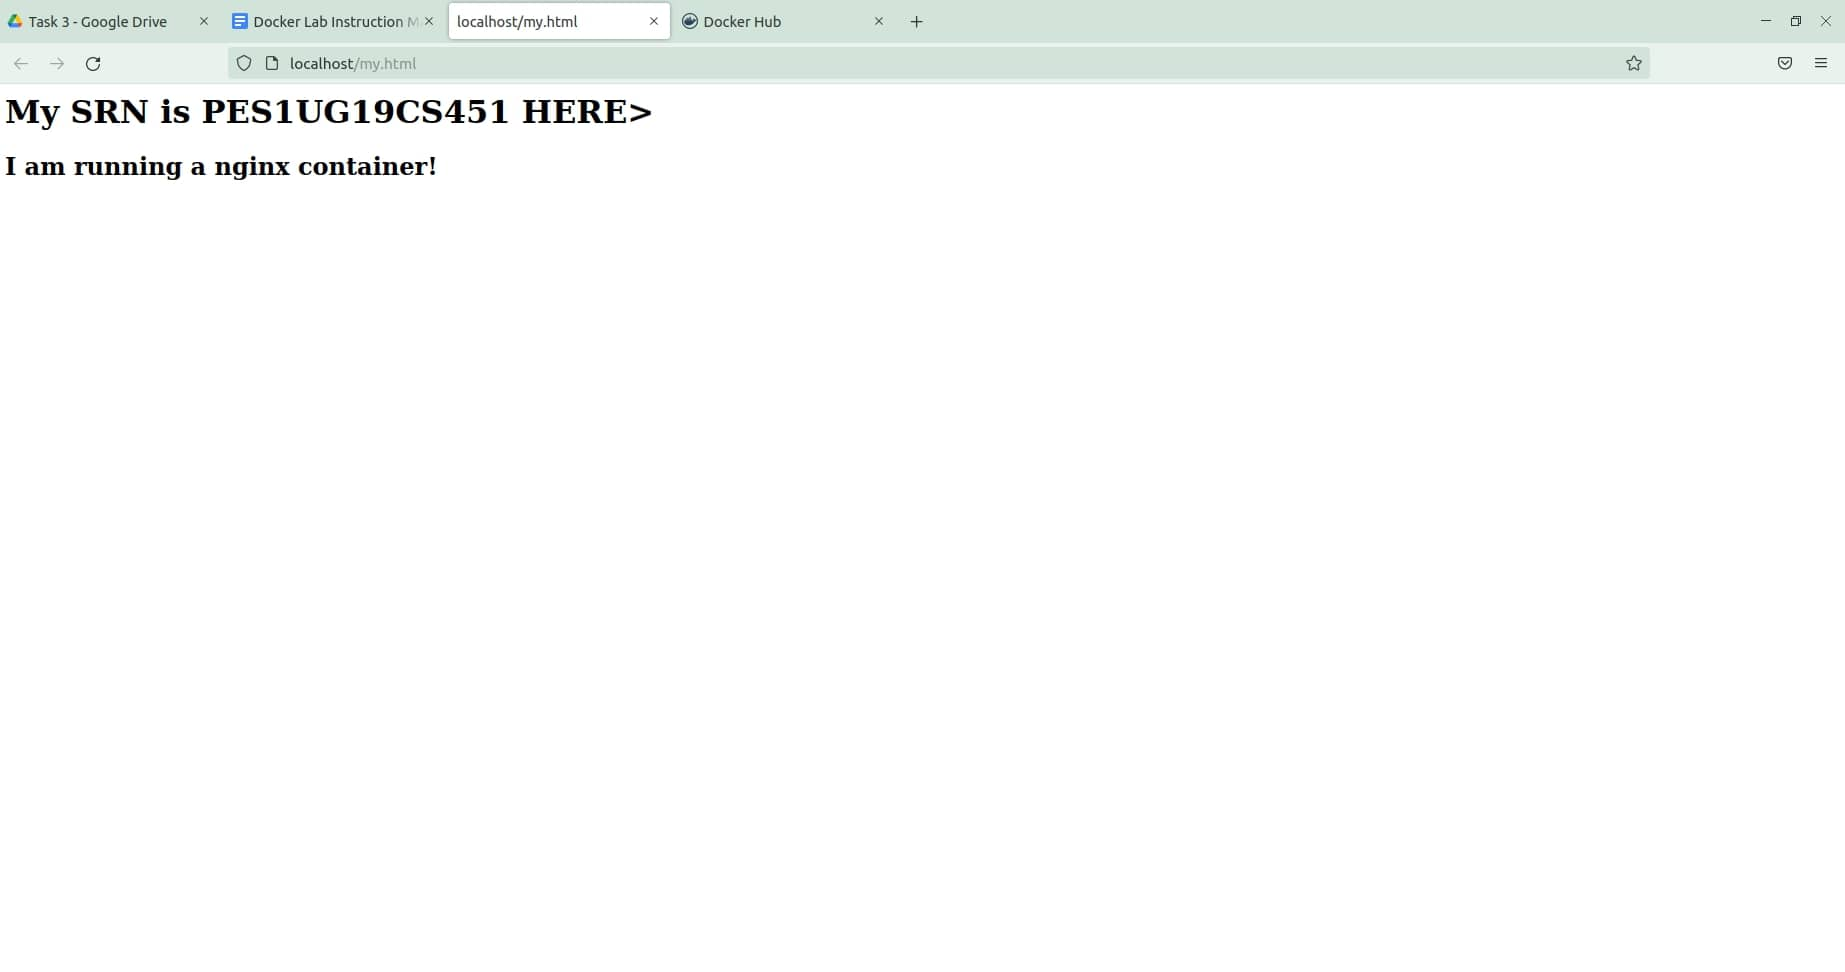 Task 3 - Google Drive
Docker Lab Instruction M
localhost/my.html
Docker Hub
localhost/my.html
My SRN is PES1UG19CS451 HERE>
I am running a nginx container!